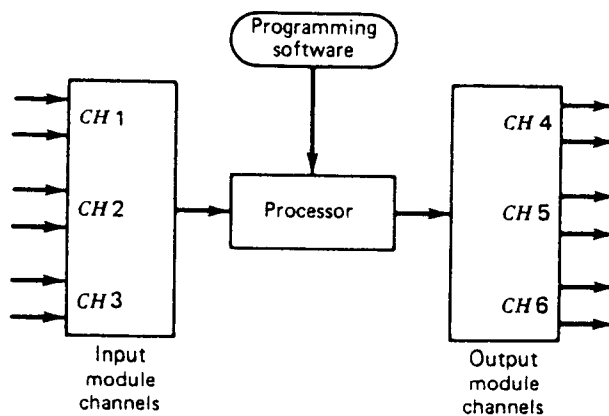 Programming
software
CH 1
CH 2
CH 3
Processor
CH 4
CH 5
CH 6
Input
module
channels
Output
module
channels